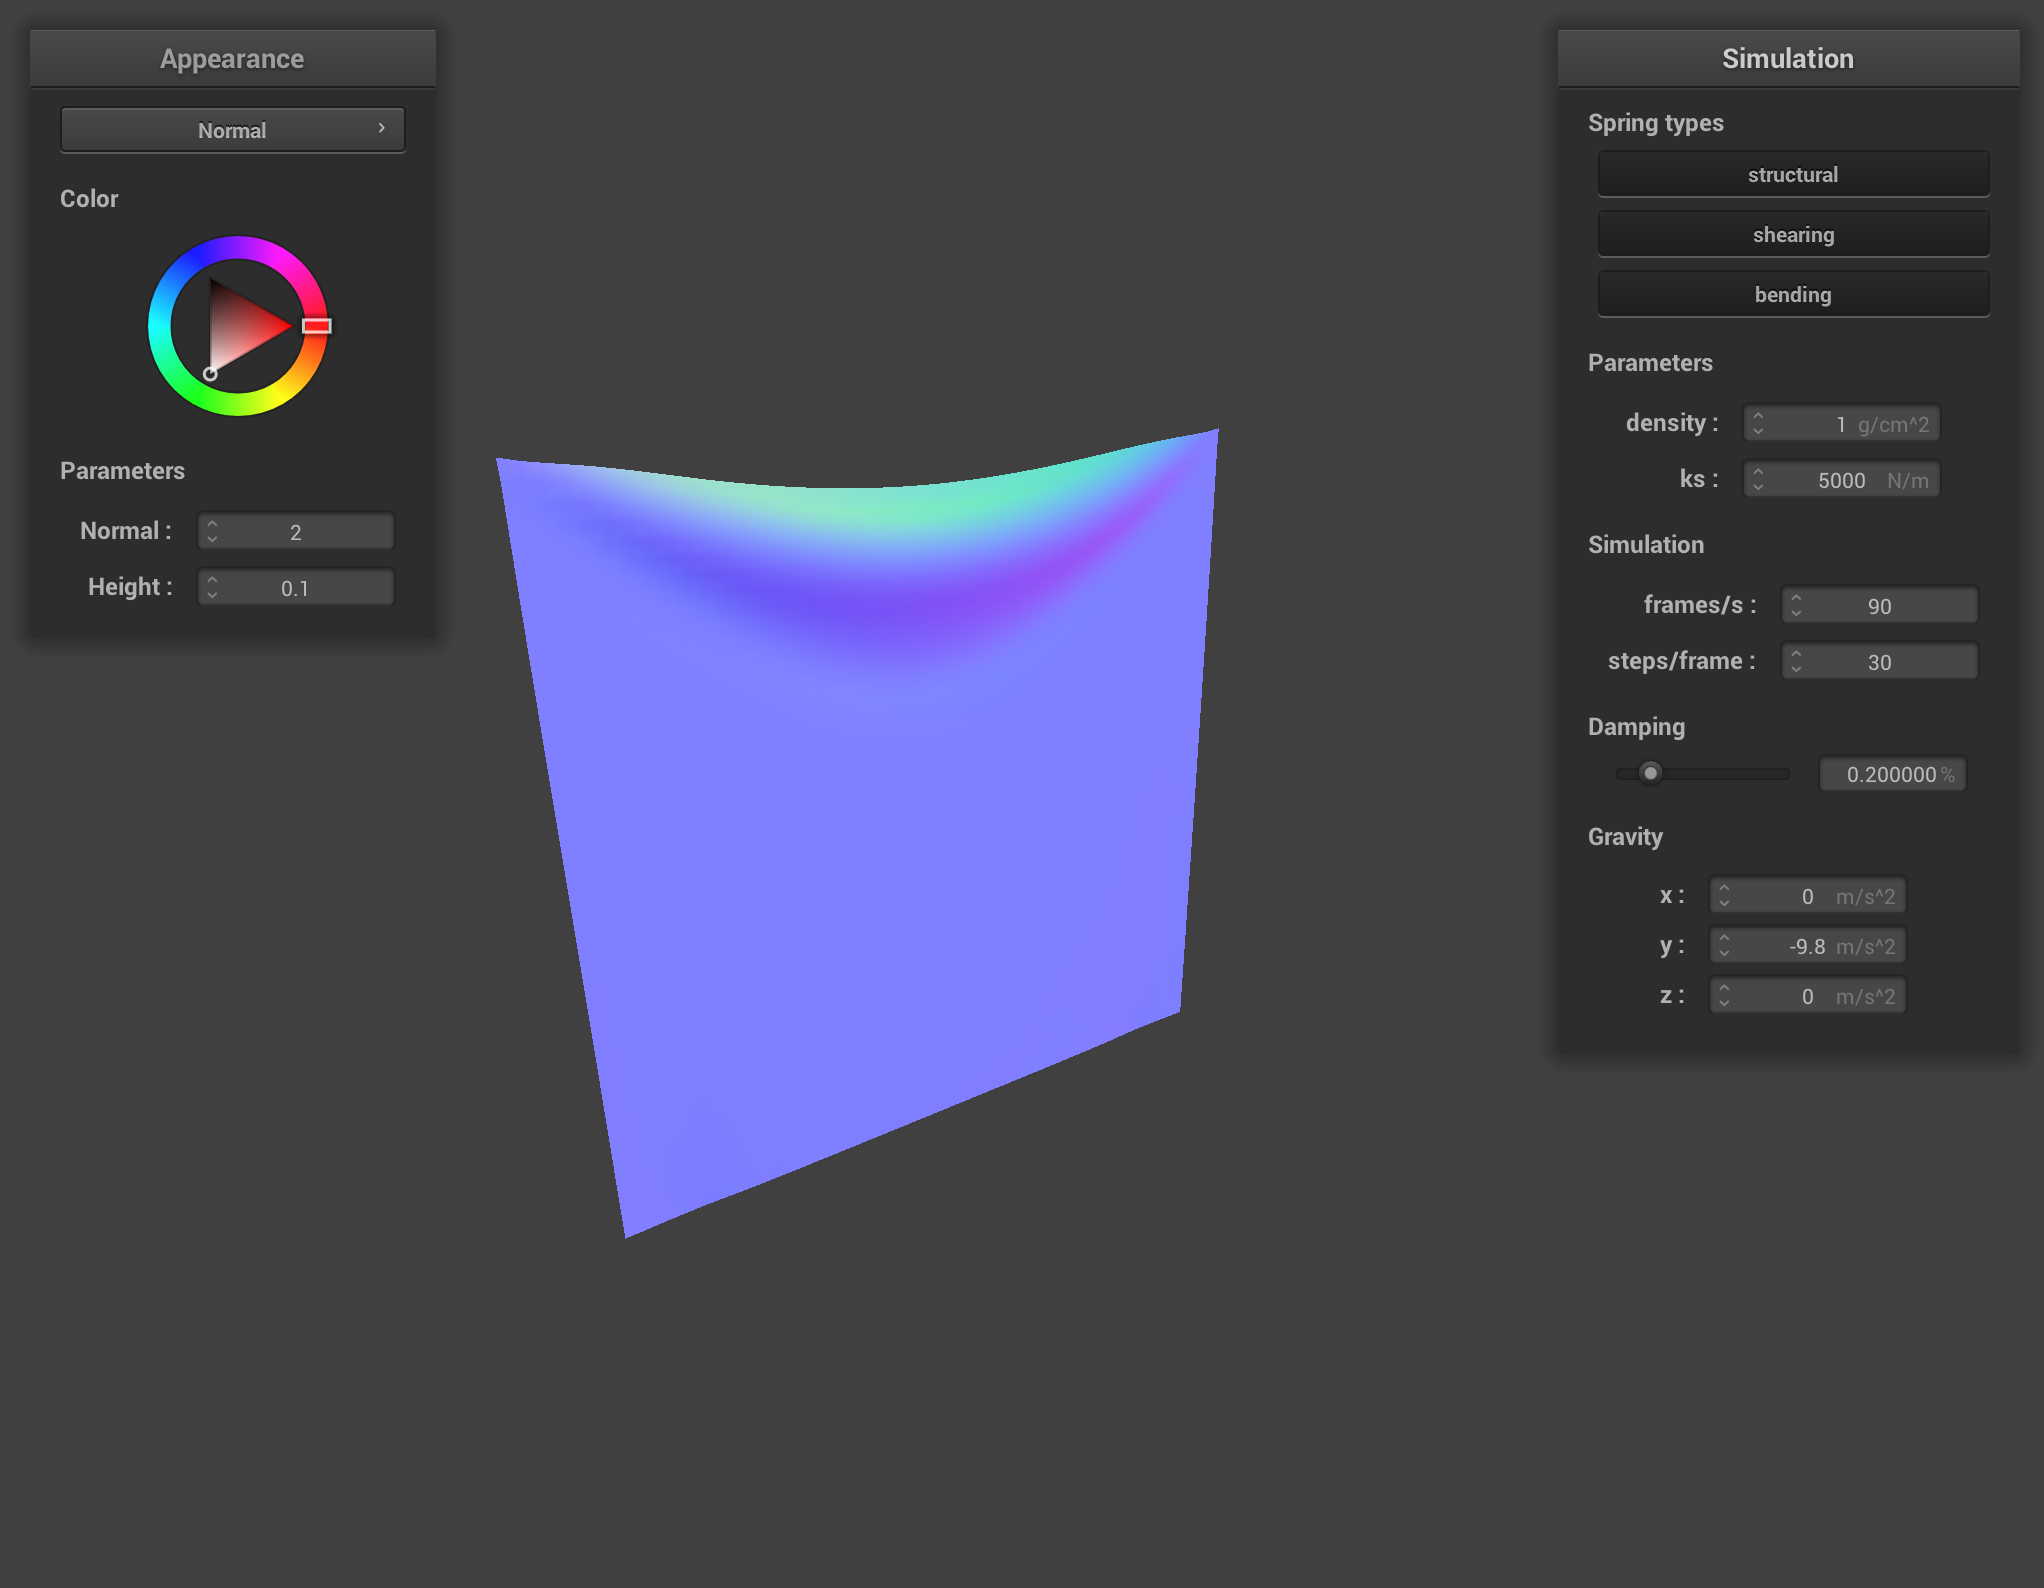 Appearance
Normal
Color
Parameters
Normal : 2
Height : 0.1
Simulation
Spring types
structural
shearing
bending
Parameters
density : 1 g/cm^2
ks : 5000 N/m
Simulation
frames/s : 90
steps/frame : 30
Damping
0.200000 %
Gravity
x : 0 m/s^2
y : -9.8 m/s^2
z : 0 m/s^2